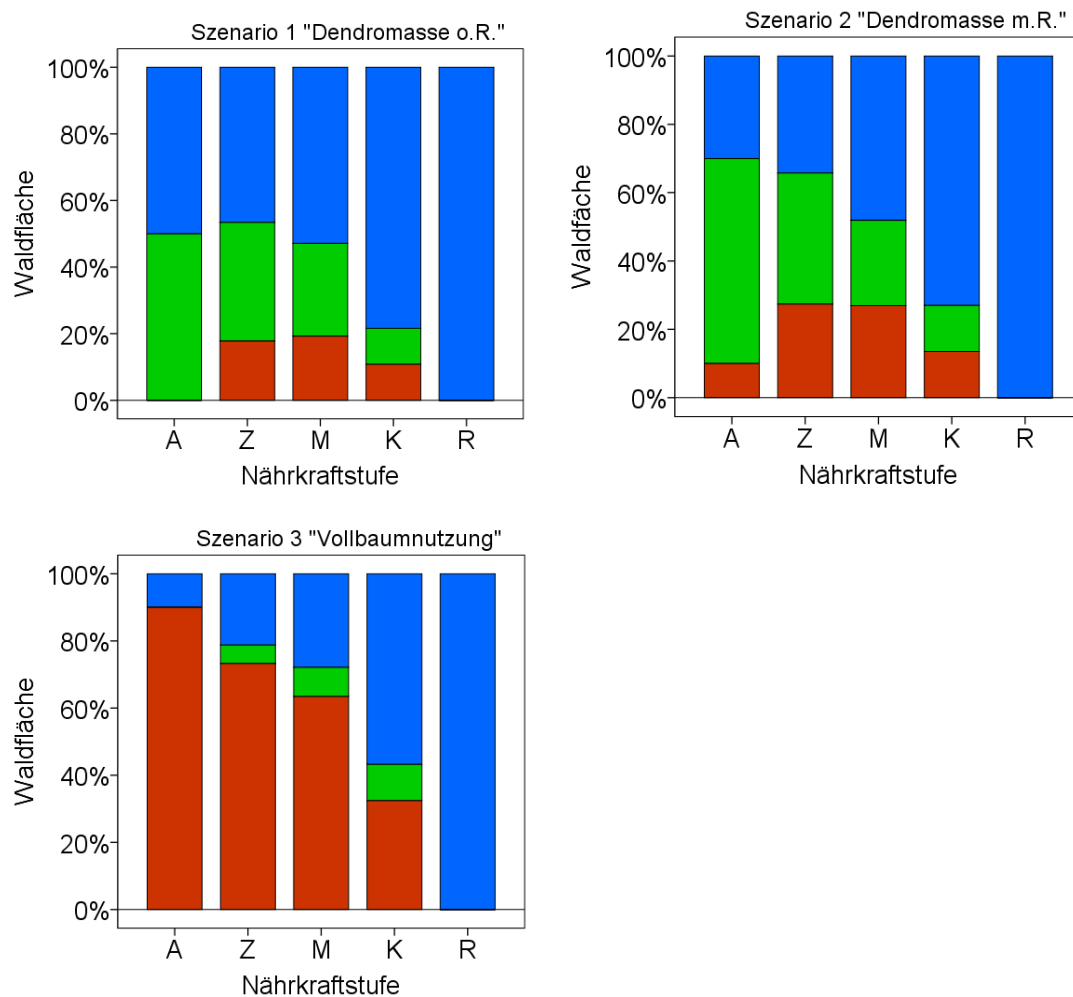 Szenario 1 "Dendromasse o.R."
100%
80%
60%
40%
20%
0%
Waldfläche
A Z M K R
Nährkraftstufe
Szenario 2 "Dendromasse m.R."
100%
80%
60%
40%
20%
0%
Waldfäche
A Z M K R
Nährkraftstufe
Szenario 3 "Vollbaumnutzung"
100%
80%
60%
40%
20%
0%
Waldfläche
A Z M K R
Nährkraftstufe